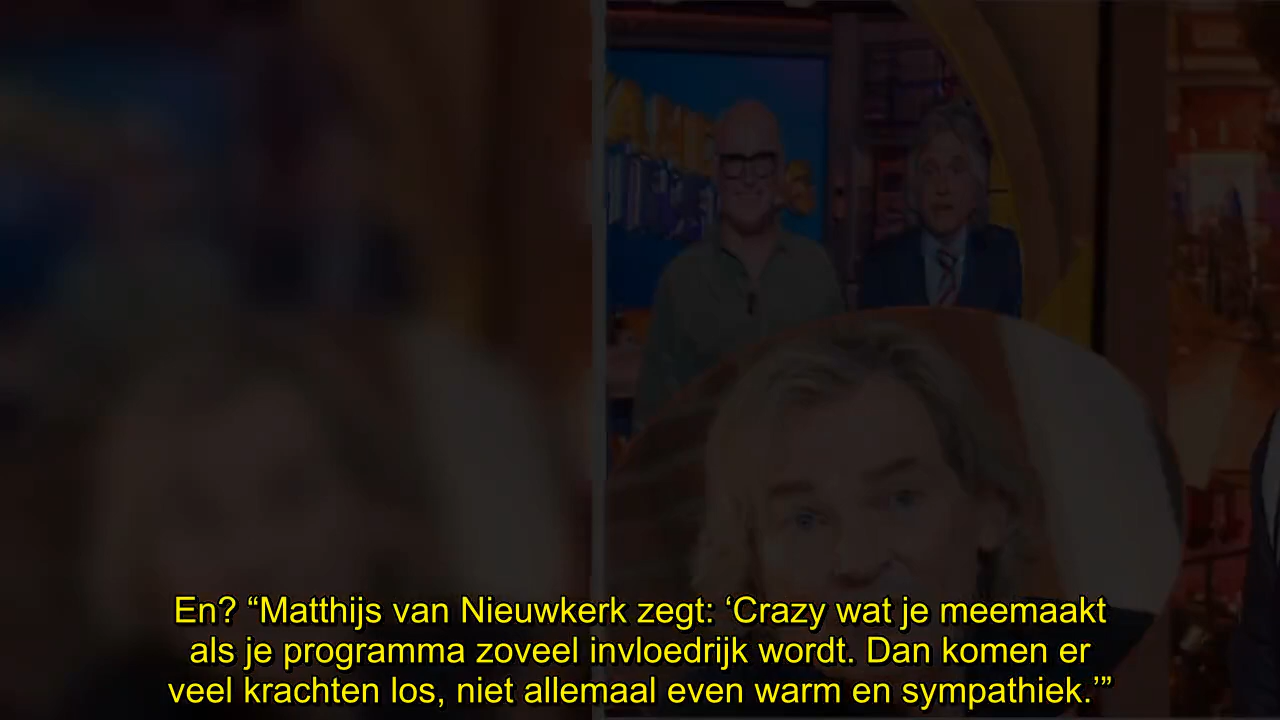 En? “Matthijs van Nieuwkerk zegt: ‘Crazy wat je meemaakt
als je programma zoveel invloedrijk wordt. Dan komen er
veel krachten los, niet allemaal even warm en sympathiek.’”